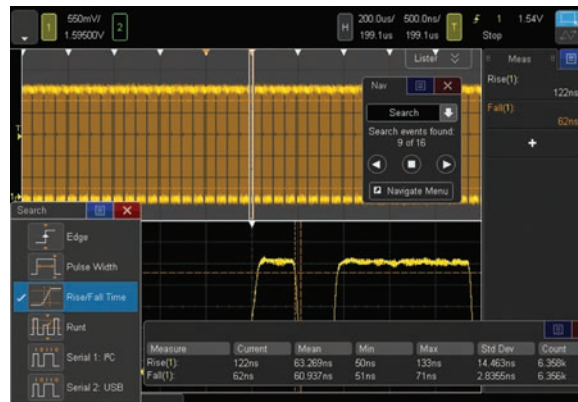 550mV/
1 1.59500V 2
H 200.0us/ 500.0ns/ T 1 1.54V
199.1us 199.1us Stop
Lister
Meas
Rise(1):
122ns
Fall(1):
62ns
+
Nav
Search
Search events found:
9 of 16
Navigate Menu
T
Search
Edge
Pulse Width
Rise/Fall Time
Runt
Serial 1: I²C
Serial 2: USB
Measure Current Mean Min Max Std Dev Count
Rise(1): 122ns 63.269ns 50ns 133ns 14.463ns 6.358k
Fall(1): 62ns 60.937ns 51ns 71ns 2.8355ns 6.356k